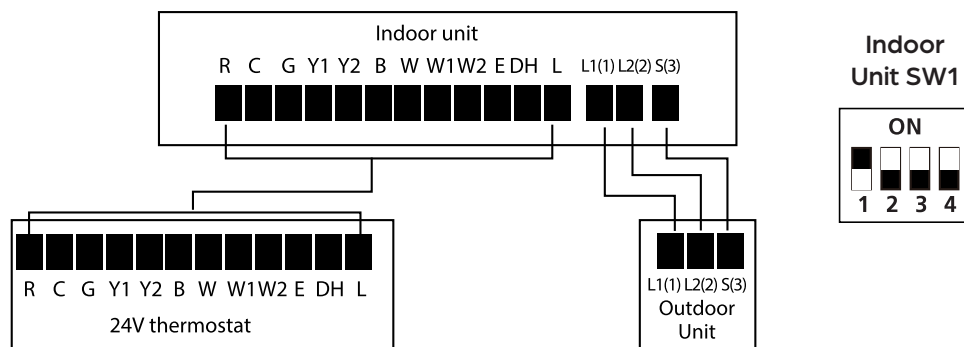 Indoor unit
R C G Y1 Y2 B W W1 W2 E DH L L1(1) L2(2) S(3)
R C G Y1 Y2 B W W1 W2 E DH L
24V thermostat
L1(1) L2(2) S(3)
Outdoor
Unit
Indoor
Unit SW1
ON
1 2 3 4